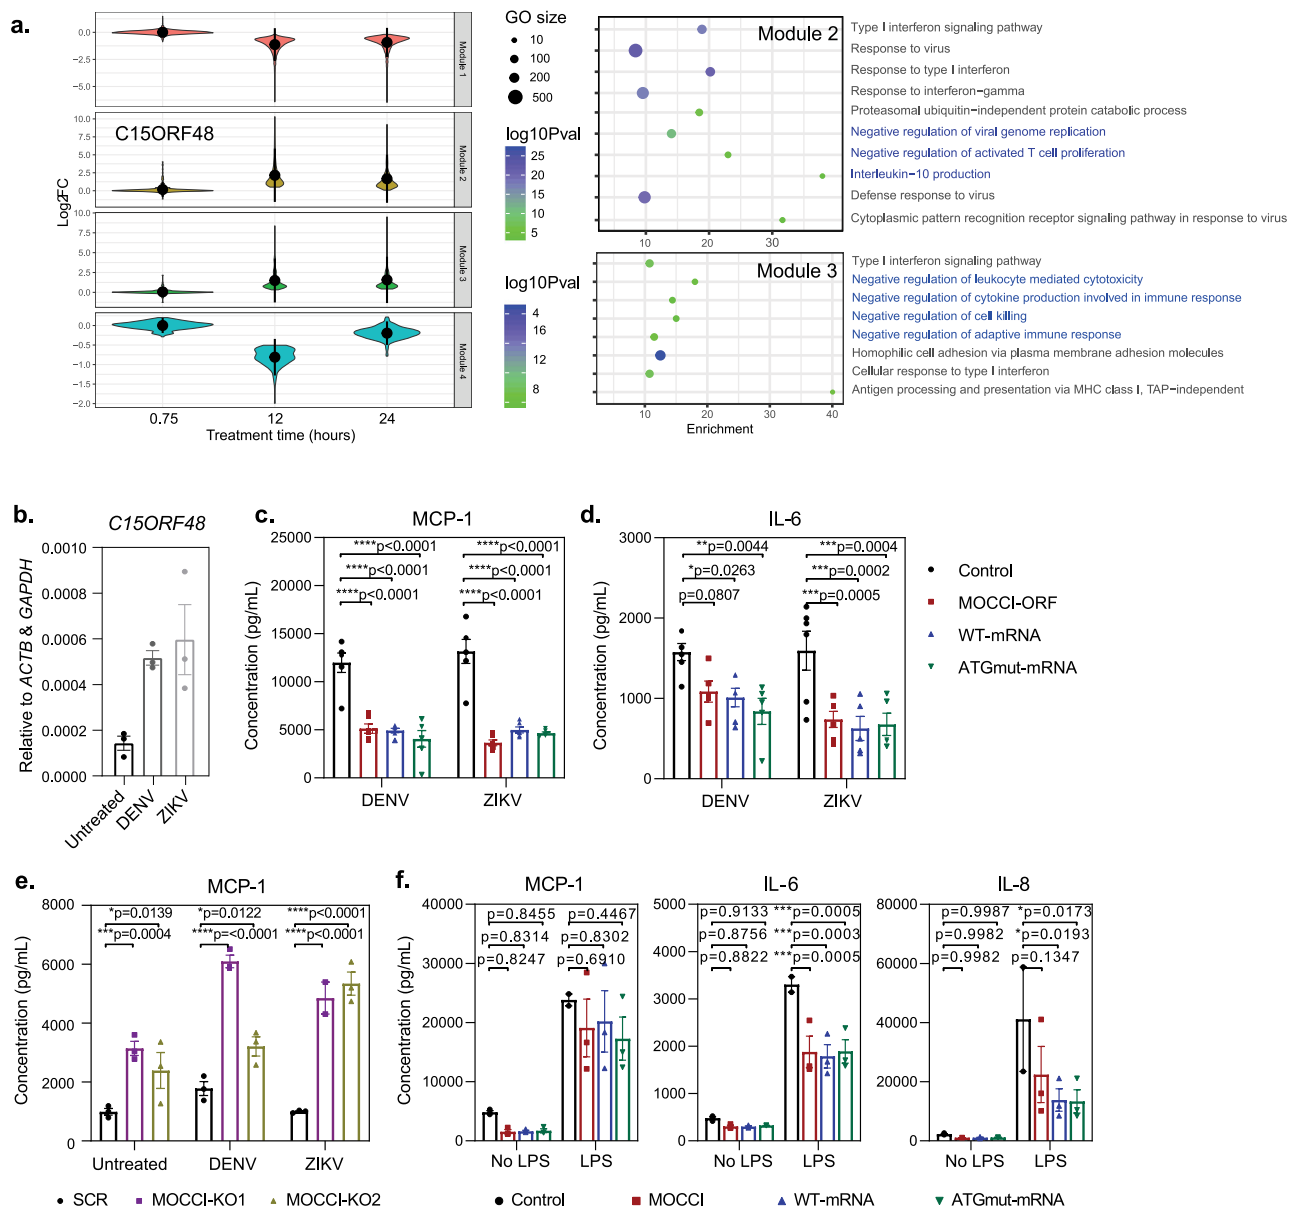 a.
0.0
−2.5
−5.0
Module 1
C15ORF48
10.0
7.5
5.0
2.5
0.0
Module 2
Log2FC
10.0
7.5
5.0
2.5
0.0
Module 3
0.0
−0.5
−1.0
−1.5
−2.0
Module 4
0.75
12
24
Treatment time (hours)
GO size
10
100
200
500
log10Pval
25
20
15
10
5
log10Pval
4
16
12
8
Module 2
Type I interferon signaling pathway
Response to virus
Response to type I interferon
Response to interferon−gamma
Proteasomal ubiquitin−independent protein catabolic process
Negative regulation of viral genome replication
Negative regulation of activated T cell proliferation
Interleukin−10 production
Defense response to virus
Cytoplasmic pattern recognition receptor signaling pathway in response to virus
10
20
30
Module 3
Type I interferon signaling pathway
Negative regulation of leukocyte mediated cytotoxicity
Negative regulation of cytokine production involved in immune response
Negative regulation of cell killing
Negative regulation of adaptive immune response
Homophilic cell adhesion via plasma membrane adhesion molecules
Cellular response to type I interferon
Antigen processing and presentation via MHC class I, TAP−independent
10
20
30
40
Enrichment
b.
C15ORF48
Relative to ACTB & GAPDH
0.0010
0.0008
0.0006
0.0004
0.0002
0.0000
Untreated
DENV
ZIKV
c.
MCP-1
Concentration (pg/mL)
25000
20000
15000
10000
5000
0
****p<0.0001
****p<0.0001
****p<0.0001
****p<0.0001
****p<0.0001
****p<0.0001
DENV
ZIKV
d.
IL-6
Concentration (pg/mL)
3000
2000
1000
0
**p=0.0044
*p=0.0263
p=0.0807
***p=0.0004
***p=0.0002
***p=0.0005
DENV
ZIKV
Control
MOCCI-ORF
WT-mRNA
ATGmut-mRNA
e.
MCP-1
Concentration (pg/mL)
8000
6000
4000
2000
0
*p=0.0139
***p=0.0004
*p=0.0122
****p=<0.0001
****p<0.0001
****p<0.0001
Untreated
DENV
ZIKV
SCR
MOCCI-KO1
MOCCI-KO2
f.
MCP-1
Concentration (pg/mL)
40000
30000
20000
10000
0
p=0.8455
p=0.8314
p=0.8247
p=0.4467
p=0.8302
p=0.6910
No LPS
LPS
IL-6
6000
5000
4000
3000
2000
1000
0
p=0.9133
p=0.8756
p=0.8822
***p=0.0005
***p=0.0003
***p=0.0005
No LPS
LPS
IL-8
80000
60000
40000
20000
0
p=0.9987
p=0.9982
p=0.9982
*p=0.0173
*p=0.0193
p=0.1347
No LPS
LPS
Control
MOCCI
WT-mRNA
ATGmut-mRNA